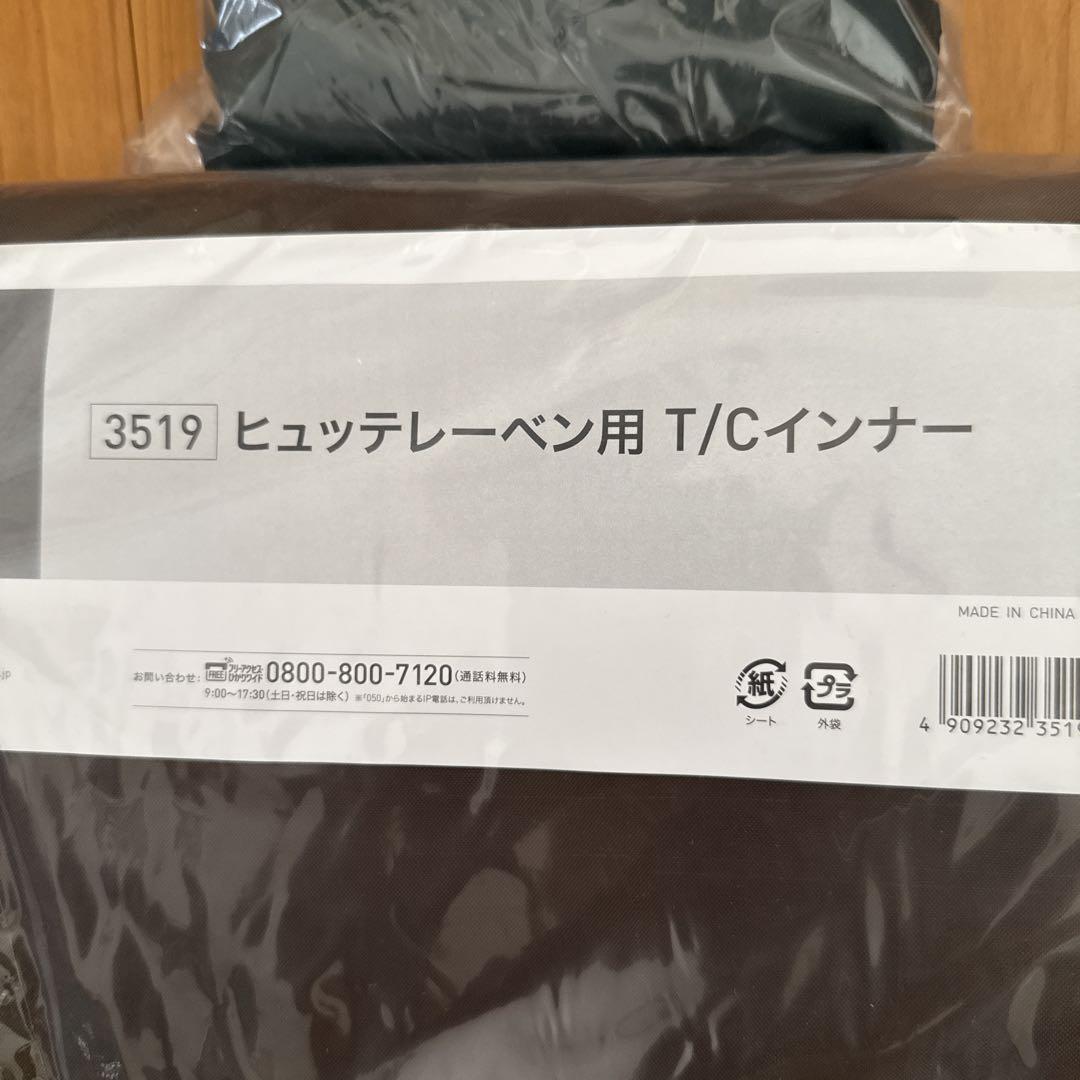 3519 ヒュッテレーベン用 T/Cインナー
MADE IN CHINA
.jp
お問い合わせ: フリーアクセス ひかりワイド FREE 0800-800-7120(通話料無料)
9:00〜17:30(土日・祝日は除く) ※「050」から始まるIP電話は、ご利用頂けません。
紙 プラ
シート 外袋
4 909232 3519